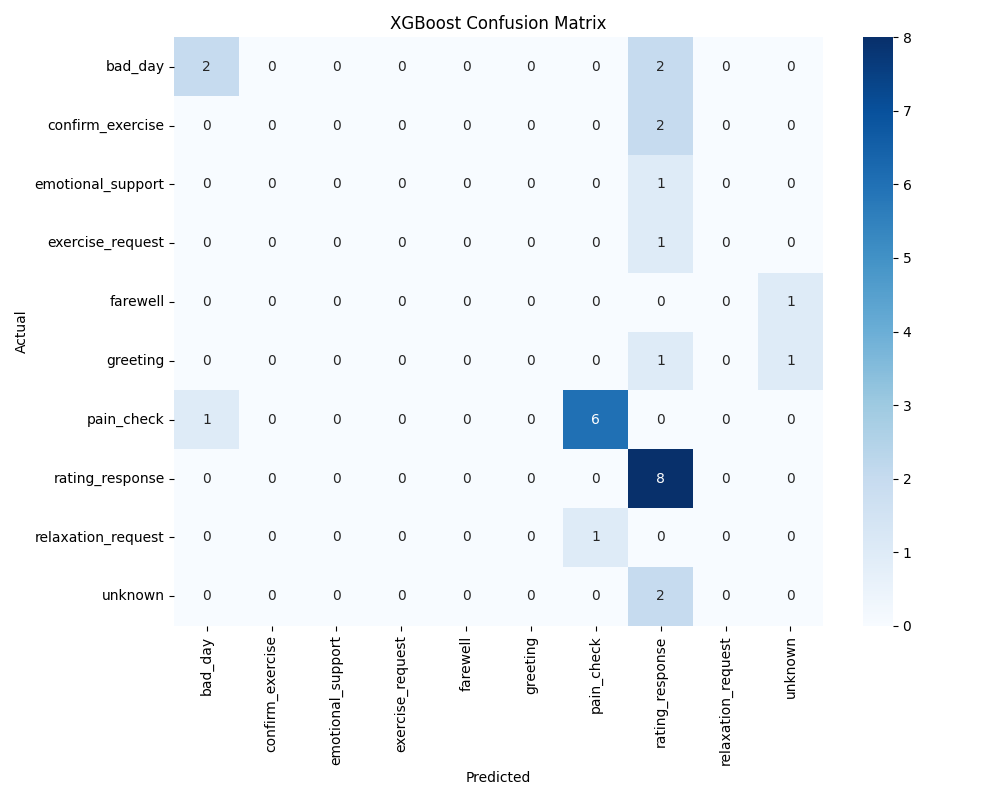 XGBoost Confusion Matrix
bad_day 2 0 0 0 0 0 0 2 0 0
confirm_exercise 0 0 0 0 0 0 0 2 0 0
emotional_support 0 0 0 0 0 0 0 1 0 0
exercise_request 0 0 0 0 0 0 0 1 0 0
farewell 0 0 0 0 0 0 0 0 0 1
greeting 0 0 0 0 0 0 0 1 0 1
pain_check 1 0 0 0 0 0 6 0 0 0
rating_response 0 0 0 0 0 0 0 8 0 0
relaxation_request 0 0 0 0 0 0 1 0 0 0
unknown 0 0 0 0 0 0 0 2 0 0
Actual
bad_day
confirm_exercise
emotional_support
exercise_request
farewell
greeting
pain_check
rating_response
relaxation_request
unknown
Predicted
8
7
6
5
4
3
2
1
0